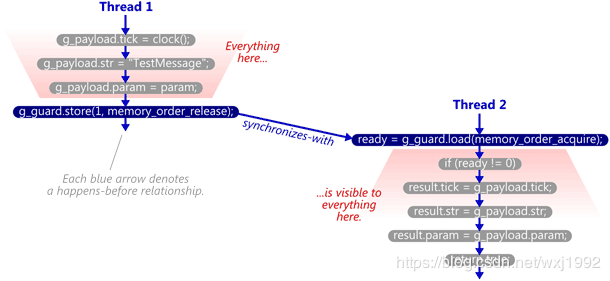 Thread 1
g_payload.tick = clock();
g_payload.str = "TestMessage";
g_payload.param = param;
Everything
here...
g_guard.store(1, memory_order_release);
synchronizes-with
Each blue arrow denotes
a happens-before relationship.
Thread 2
ready = g_guard.load(memory_order_acquire);
if (ready != 0)
result.tick = g_payload.tick;
result.str = g_payload.str;
result.param = g_payload.param;
...is visible to
everything
here.
https://blog.csdn.net/wxj1992